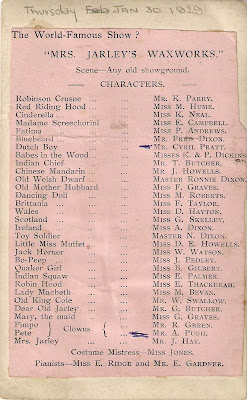 Thursday Feb JAN 30 1929
The World-Famous Show ?
"MRS. JARLEY'S WAXWORKS."
Scene—Any old showground.
CHARACTERS.
Robinson Crusoe ... MR. K. PARRY.
Red Riding Hood ... MISS M. HUME.
Cinderella ... MISS K. NEAL.
Madame Screechorini MISS E. CAMPBELL.
Fatima ... MISS P. ANDREWS.
Bluebeard ... MR. FRED DIXON.
Dutch Boy ... MR. CYRIL PRATT.
Babes in the Wood ... MISSES K. & P. DICKINS
Indian Chief ... MR. T. BUTCHER.
Chinese Mandarin ... MR. J. HOWELLS.
Old Welsh Dwarf ... MASTER RONNIE DIXON.
Old Mother Hubbard MISS F. GRAVES.
Dancing Doll ... MISS M. ROBERTS.
Brittania ... MISS F. TAYLOR.
Wales ... MISS D. HAYTON.
Scotland ... MISS G. SKELLEY.
Ireland ... MISS A. DIXON.
Toy Soldier ... MASTER N. DIXON.
Little Miss Muffet ... MISS D. E. HOWELLS.
Jack Horner ... MISS W. WATSON.
Bo-Peep ... MISS J. PEDLEY.
Quaker Girl ... MISS B. GILBERT.
Indian Squaw ... MISS E. PALMER.
Robin Hood ... MISS E. THACKERAH.
Lady Macbeth ... MISS M. BEVAN.
Old King Cole ... MR. W. SWALLOW.
Dear Old Jarley ... MR. G. BUTCHER.
Mary, the maid ... MISS G. GRAVES.
Pimpo } Clowns { MR. R. GREEN.
Pete } Clowns { MR. A. PUGH.
Mrs. Jarley ... MR. J. HAY.
Costume Mistress—MISS JONES.
Pianists—MISS E. RIDGE and MR. E. GARDNER.